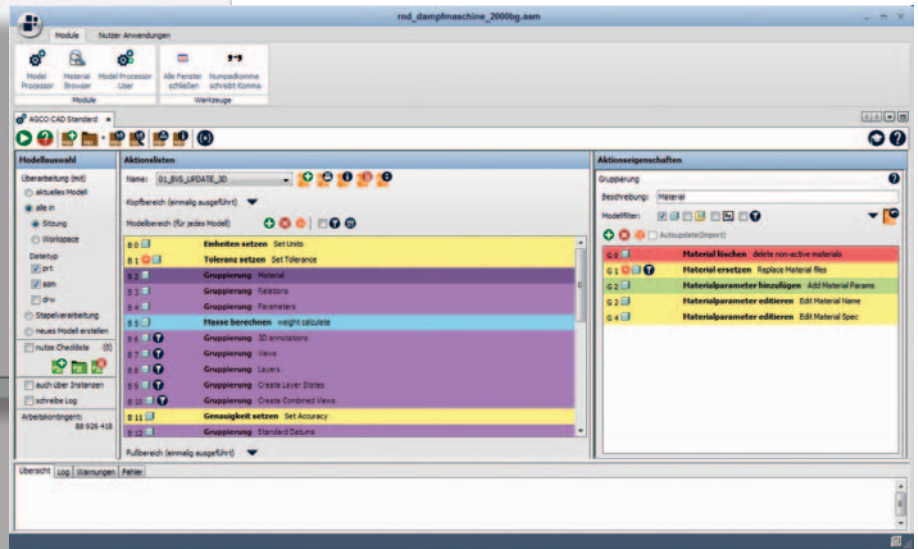 rnd_dampfmaschine_2000bg.asm
Module Nutzer Anwendungen
Model Processor
Material Browser
Model Processor User
Alle Fenster schließen
Numpadkomma schreibt Komma
Module Werkzeuge
AGCO CAD Standard
Modellauswahl
Überarbeitung (mit)
aktuelles Modell
alle in
Sitzung
Workspace
Dateityp
prt
asm
drw
Stapelverarbeitung
neues Modell erstellen
nutze Checkliste (0)
auch über Instanzen
schreibe Log
Arbeitskontingent:
88 926 418
Aktionslisten
Name: 01_BVS_UPDATE_3D
Kopfbereich (einmalig ausgeführt)
Modellbereich (für jedes Modell)
B 0 Einheiten setzen Set Units
B 1 Toleranz setzen Set Tolerance
B 2 Gruppierung Material
B 3 Gruppierung Relations
B 4 Gruppierung Parameters
B 5 Masse berechnen weight calculate
B 6 Gruppierung 3D annotations
B 7 Gruppierung Views
B 8 Gruppierung Layers
B 9 Gruppierung Create Layer States
B 10 Gruppierung Create Combined Views
B 11 Genauigkeit setzen Set Accuracy
B 12 Gruppierung Standard Datums
Fußbereich (einmalig ausgeführt)
Aktionseigenschaften
Gruppierung
Beschreibung: Material
Modellfilter:
Autoupdate(Import)
G 0 Material löschen delete non-active materials
G 1 Material ersetzen Replace Material files
G 2 Materialparameter hinzufügen Add Material Params
G 3 Materialparameter editieren Edit Material Name
G 4 Materialparameter editieren Edit Material Spec
Übersicht Log Warnungen Fehler